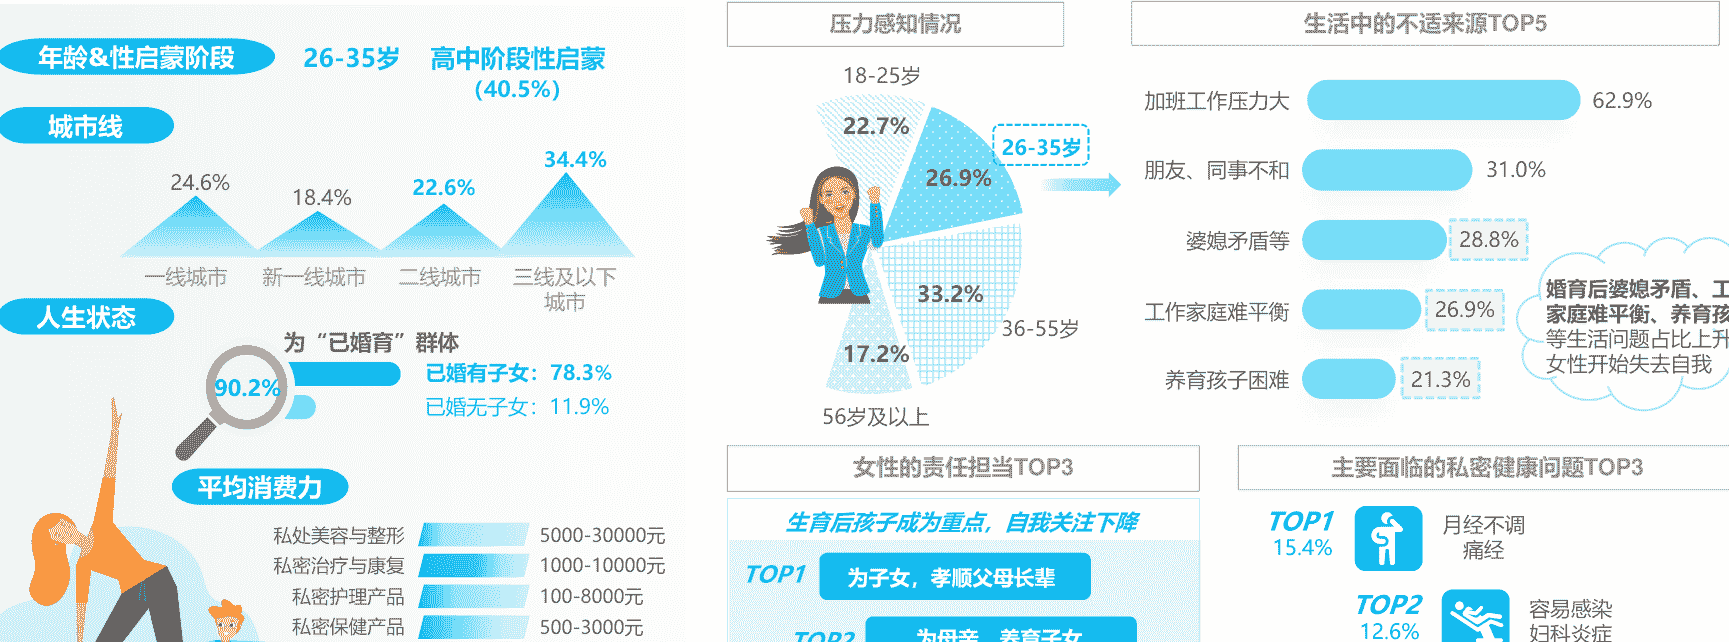 年龄&性启蒙阶段
26-35岁
高中阶段性启蒙
(40.5%)
城市线
24.6%
18.4%
22.6%
34.4%
一线城市
新一线城市
二线城市
三线及以下
城市
人生状态
为“已婚育”群体
90.2%
已婚有子女：78.3%
已婚无子女：11.9%
平均消费力
私处美容与整形
5000-30000元
私密治疗与康复
1000-10000元
私密护理产品
100-8000元
私密保健产品
500-3000元
压力感知情况
18-25岁
22.7%
26-35岁
26.9%
33.2%
36-55岁
17.2%
56岁及以上
生活中的不适来源TOP5
加班工作压力大
62.9%
朋友、同事不和
31.0%
婆媳矛盾等
28.8%
工作家庭难平衡
26.9%
养育孩子困难
21.3%
婚育后婆媳矛盾、工
家庭难平衡、养育孩
等生活问题占比上升
女性开始失去自我
女性的责任担当TOP3
生育后孩子成为重点，自我关注下降
TOP1
为子女，孝顺父母长辈
TOP2
为母亲，养育子女
主要面临的私密健康问题TOP3
TOP1
15.4%
月经不调
痛经
TOP2
12.6%
容易感染
妇科炎症